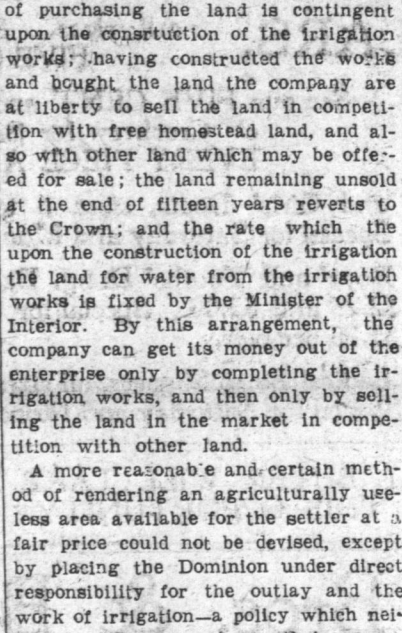 of purchasing the land is contingent
upon the consrtuction of the irrigation
works; having constructed the works
and bought the land the company are
at liberty to sell the land in competi-
tion with free homestead land, and al-
so with other land which may be offe--
ed for sale; the land remaining unsold
at the end of fifteen years reverts to
the Crown; and the rate which the
upon the construction of the irrigation
the land for water from the irrigation
works is fixed by the Minister of the
Interior. By this arrangement, the
company can get its money out of the
enterprise only by completing the ir-
rigation works, and then only by sell-
ing the land in the market in compe-
tition with other land.
A more reasonable and certain meth-
od of rendering an agriculturally use-
less area available for the settler at a
fair price could not be devised, except
by placing the Dominion under direct
responsibility for the outlay and the
work of irrigation—a policy which nei-